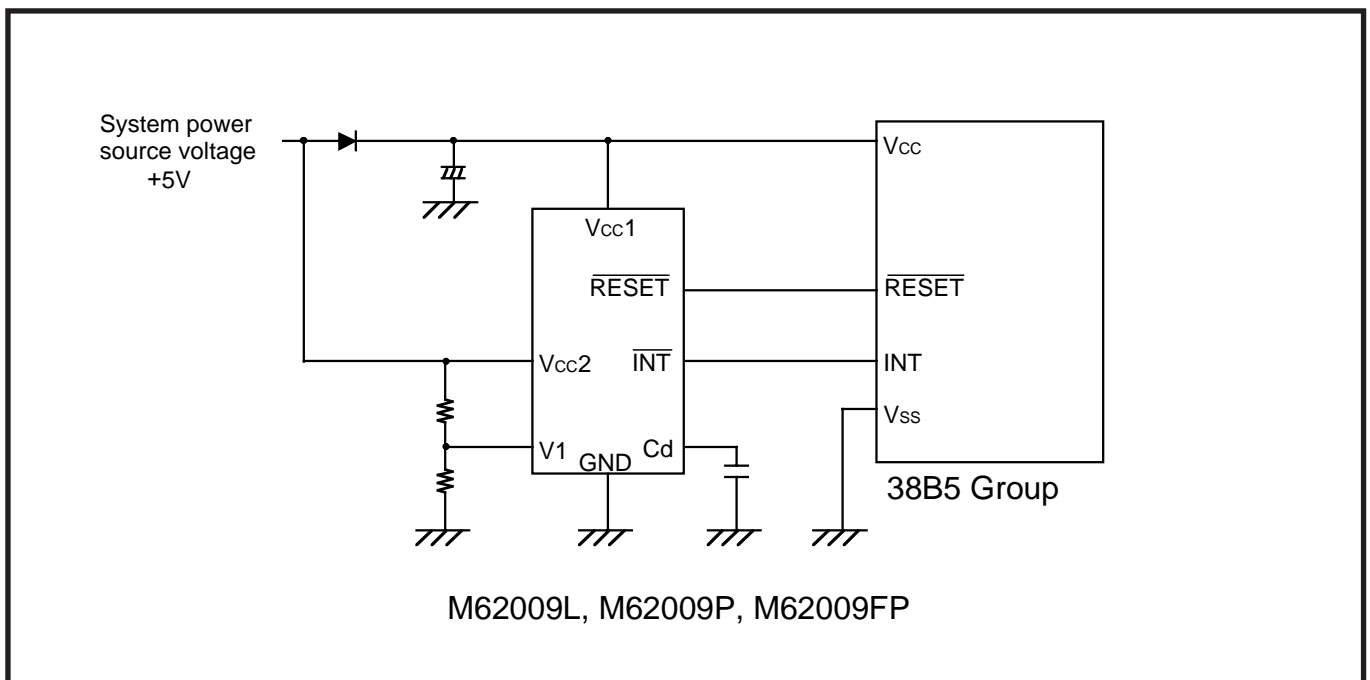 System power
source voltage
+5V
Vcc
Vcc1
RESET
RESET
Vcc2
INT
INT
V1
GND
Cd
Vss
38B5 Group
M62009L, M62009P, M62009FP